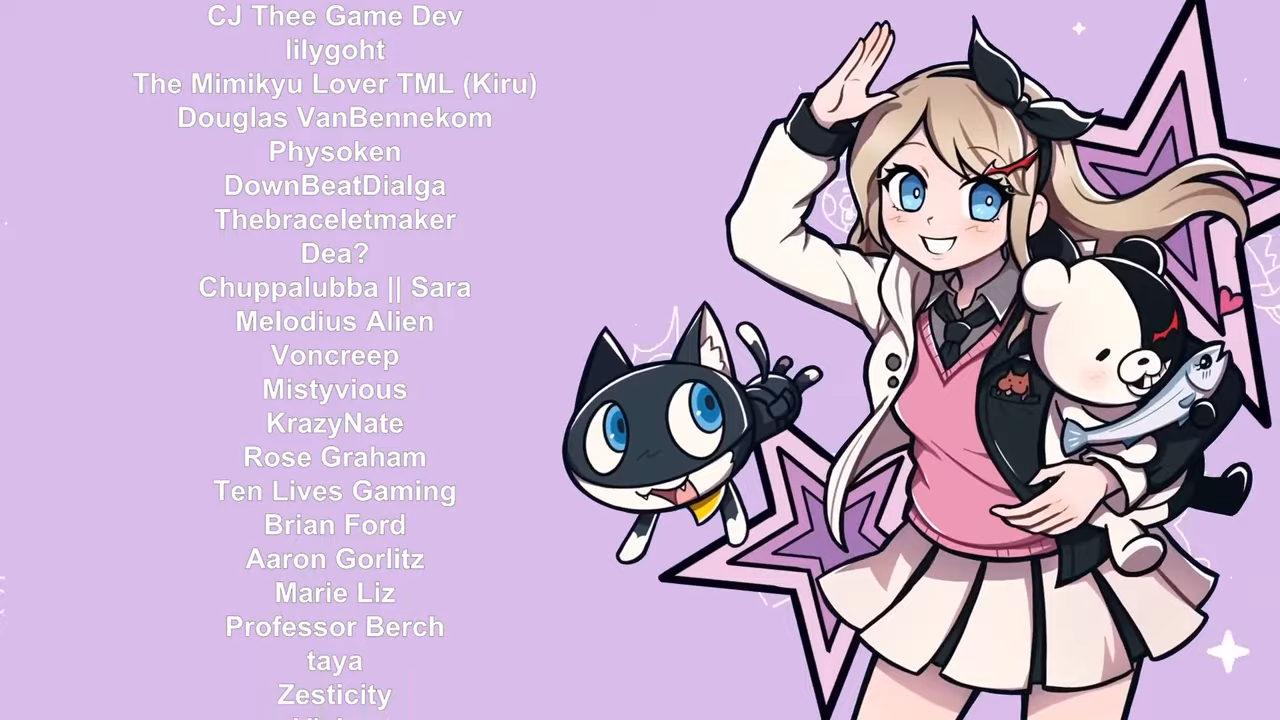 CJ Thee Game Dev
lilygoht
The Mimikyu Lover TML (Kiru)
Douglas VanBennekom
Physoken
DownBeatDialga
Thebraceletmaker
Dea?
Chuppalubba || Sara
Melodius Alien
Voncreep
Mistyvious
KrazyNate
Rose Graham
Ten Lives Gaming
Brian Ford
Aaron Gorlitz
Marie Liz
Professor Berch
taya
Zesticity